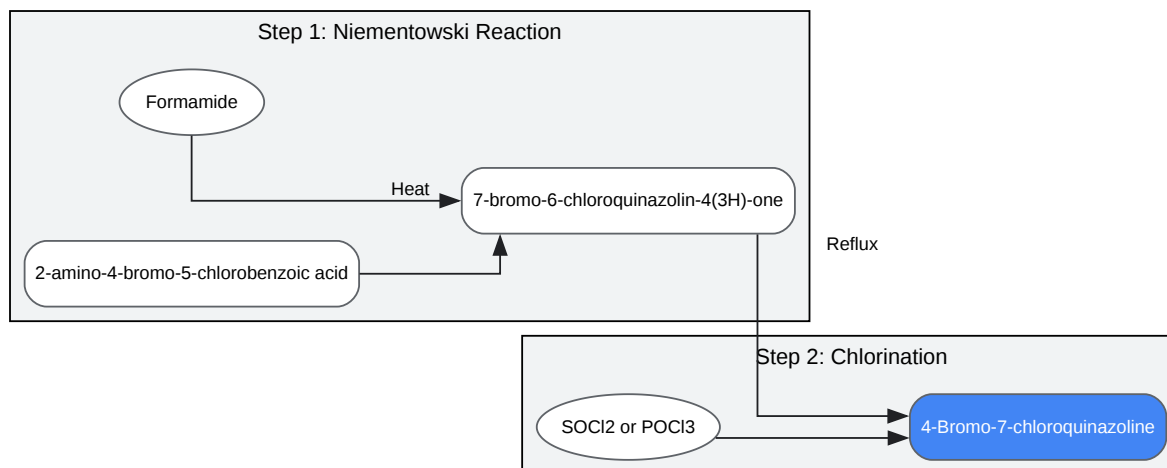 Step 1: Niementowski Reaction
Formamide
Heat
7-bromo-6-chloroquinazolin-4(3H)-one
2-amino-4-bromo-5-chlorobenzoic acid
Reflux
Step 2: Chlorination
SOCl2 or POCl3
4-Bromo-7-chloroquinazoline